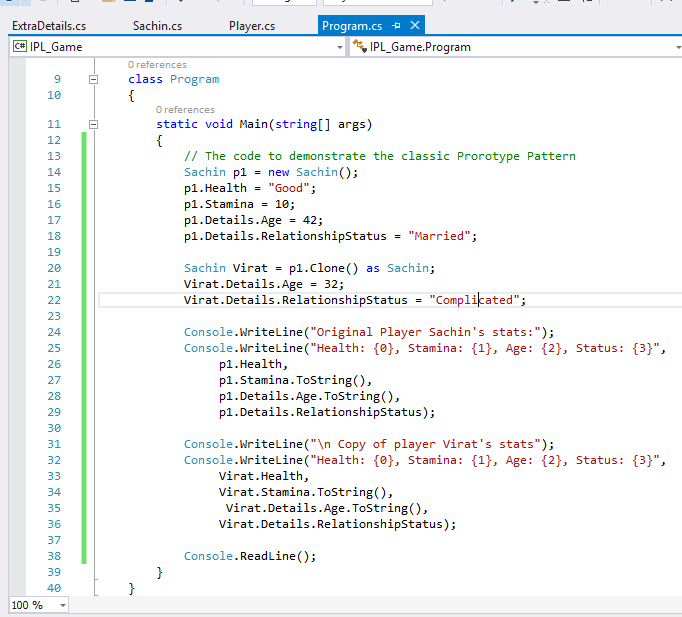 ExtraDetails.cs Sachin.cs Player.cs Program.cs
C# IPL_Game IPL_Game.Program
0 references
9 class Program
10 {
0 references
11 static void Main(string[] args)
12 {
13 // The code to demonstrate the classic Prorotype Pattern
14 Sachin p1 = new Sachin();
15 p1.Health = "Good";
16 p1.Stamina = 10;
17 p1.Details.Age = 42;
18 p1.Details.RelationshipStatus = "Married";
19
20 Sachin Virat = p1.Clone() as Sachin;
21 Virat.Details.Age = 32;
22 Virat.Details.RelationshipStatus = "Complicated";
23
24 Console.WriteLine("Original Player Sachin's stats:");
25 Console.WriteLine("Health: {0}, Stamina: {1}, Age: {2}, Status: {3}",
26 p1.Health,
27 p1.Stamina.ToString(),
28 p1.Details.Age.ToString(),
29 p1.Details.RelationshipStatus);
30
31 Console.WriteLine("\n Copy of player Virat's stats");
32 Console.WriteLine("Health: {0}, Stamina: {1}, Age: {2}, Status: {3}",
33 Virat.Health,
34 Virat.Stamina.ToString(),
35 Virat.Details.Age.ToString(),
36 Virat.Details.RelationshipStatus);
37
38 Console.ReadLine();
39 }
40 }
100 %